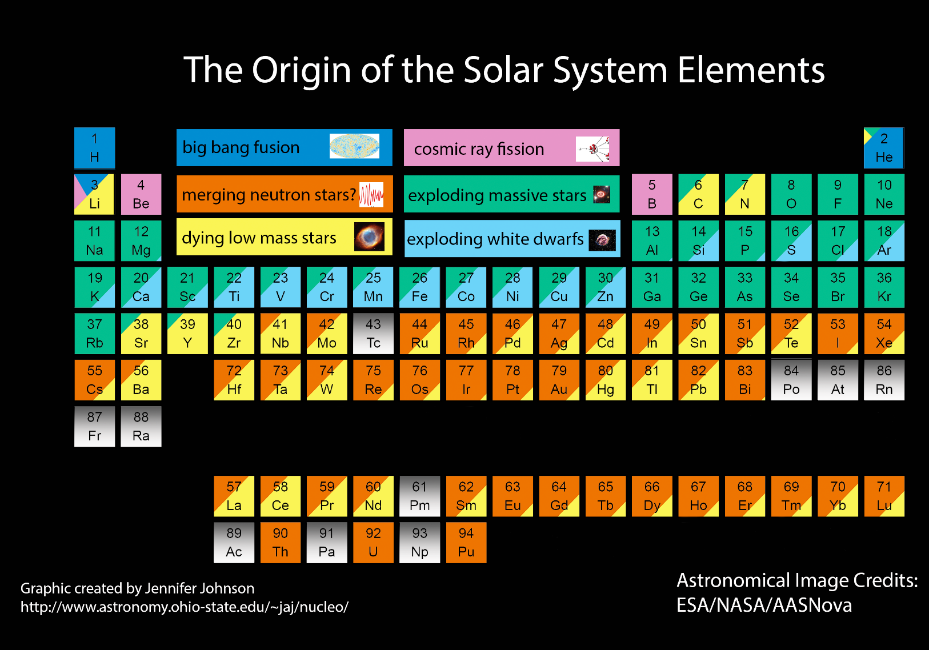 The Origin of the Solar System Elements
1
H
big bang fusion
cosmic ray fission
2
He
3
Li
4
Be
merging neutron stars?
exploding massive stars
5
B
6
C
7
N
8
O
9
F
10
Ne
11
Na
12
Mg
dying low mass stars
exploding white dwarfs
13
Al
14
Si
15
P
16
S
17
Cl
18
Ar
19
K
20
Ca
21
Sc
22
Ti
23
V
24
Cr
25
Mn
26
Fe
27
Co
28
Ni
29
Cu
30
Zn
31
Ga
32
Ge
33
As
34
Se
35
Br
36
Kr
37
Rb
38
Sr
39
Y
40
Zr
41
Nb
42
Mo
43
Tc
44
Ru
45
Rh
46
Pd
47
Ag
48
Cd
49
In
50
Sn
51
Sb
52
Te
53
I
54
Xe
55
Cs
56
Ba
72
Hf
73
Ta
74
W
75
Re
76
Os
77
Ir
78
Pt
79
Au
80
Hg
81
Tl
82
Pb
83
Bi
84
Po
85
At
86
Rn
87
Fr
88
Ra
57
La
58
Ce
59
Pr
60
Nd
61
Pm
62
Sm
63
Eu
64
Gd
65
Tb
66
Dy
67
Ho
68
Er
69
Tm
70
Yb
71
Lu
89
Ac
90
Th
91
Pa
92
U
93
Np
94
Pu
Graphic created by Jennifer Johnson
http://www.astronomy.ohio-state.edu/~jaj/nucleo/
Astronomical Image Credits:
ESA/NASA/AASNova